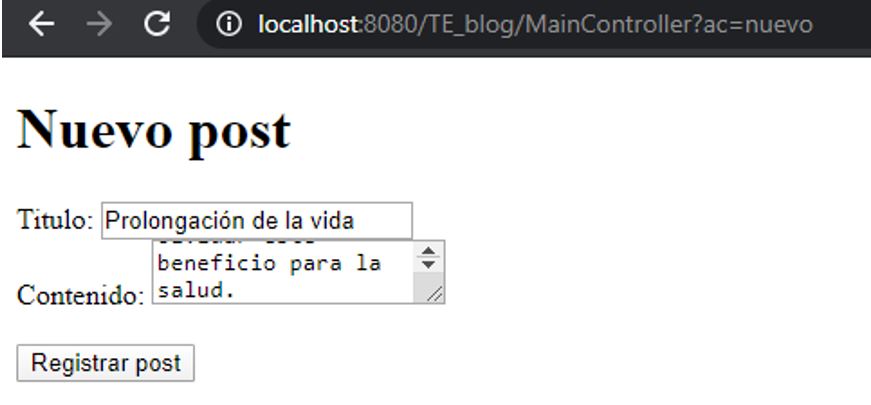 localhost:8080/TE_blog/MainController?ac=nuevo
Nuevo post
Titulo: Prolongación de la vida
beneficio para la
Contenido: salud.
Registrar post